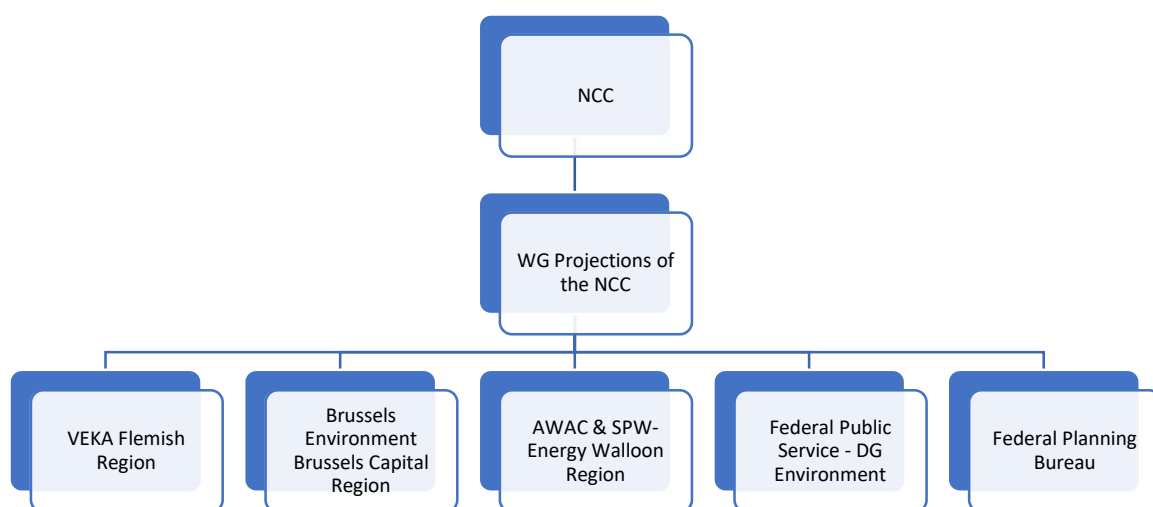 NCC
WG Projections of
the NCC
VEKA Flemish
Region
Brussels
Environment
Brussels Capital
Region
AWAC & SPW-
Energy Walloon
Region
Federal Public
Service - DG
Environment
Federal Planning
Bureau